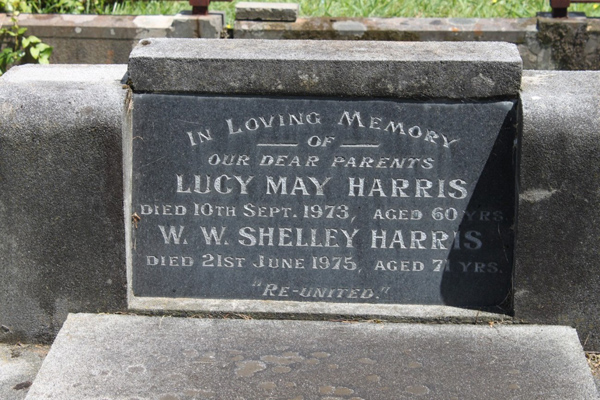 IN LOVING MEMORY
OF
OUR DEAR PARENTS
LUCY MAY HARRIS
DIED 10TH SEPT. 1973, AGED 60 YRS.
W. W. SHELLEY HARRIS
DIED 21ST JUNE 1975, AGED 71 YRS.
"RE-UNITED."